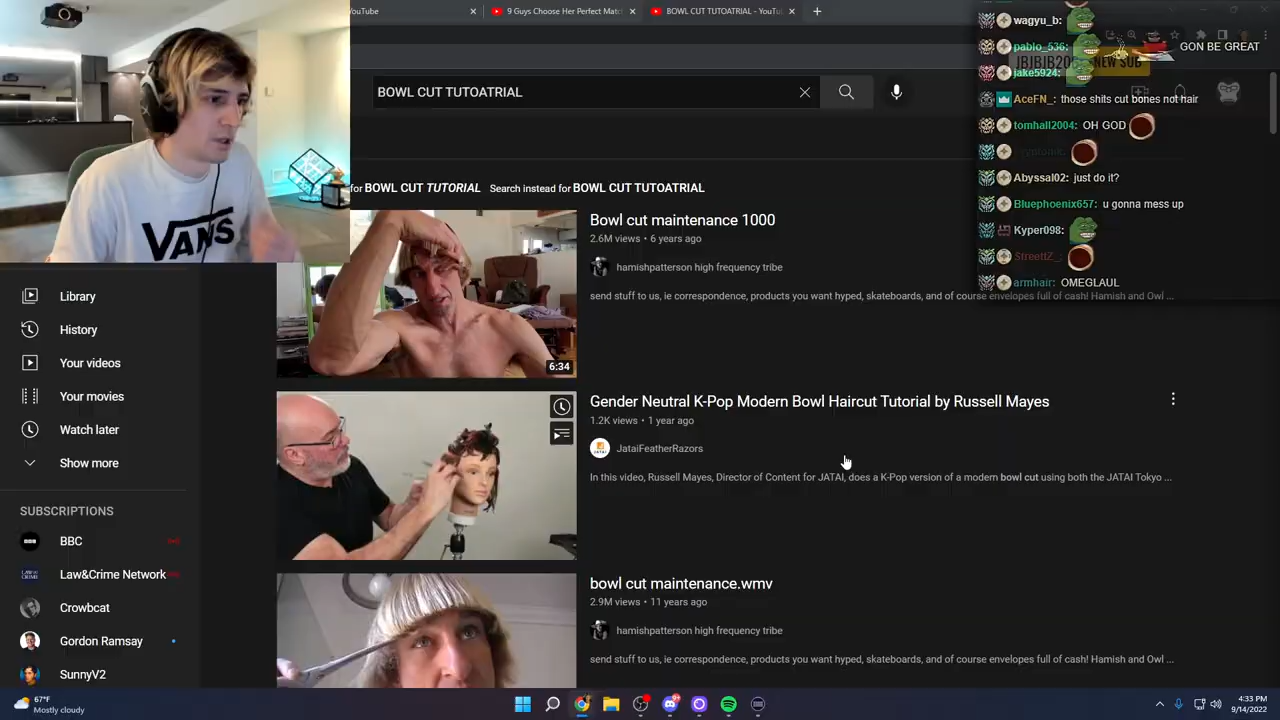 YouTube
9 Guys Choose Her Perfect Matc
BOWL CUT TUTOATRIAL - YouTu
BOWL CUT TUTOATRIAL
for BOWL CUT TUTORIAL Search instead for BOWL CUT TUTOATRIAL
VANS
wagyu_b:
pablo_536: GON BE GREAT
NEW SUB
jake5924:
AceFN_: those shits cut bones not hair
tomhall2004: OH GOD
Abyssal02: just do it?
Bluephoenix657: u gonna mess up
Kyper098:
StreetlZ_:
armhair: OMEGLAUL
Library
History
Your videos
Your movies
Watch later
Show more
SUBSCRIPTIONS
BBC
Law&Crime Network
Crowbcat
Gordon Ramsay
SunnyV2
6:34
Bowl cut maintenance 1000
2.6M views • 6 years ago
hamishpatterson high frequency tribe
send stuff to us, ie correspondence, products you want hyped, skateboards, and of course envelopes full of cash! Hamish and Owl ...
Gender Neutral K-Pop Modern Bowl Haircut Tutorial by Russell Mayes
1.2K views • 1 year ago
JataiFeatherRazors
In this video, Russell Mayes, Director of Content for JATAI, does a K-Pop version of a modern bowl cut using both the JATAI Tokyo ...
bowl cut maintenance.wmv
2.9M views • 11 years ago
hamishpatterson high frequency tribe
send stuff to us, ie correspondence, products you want hyped, skateboards, and of course envelopes full of cash! Hamish and Owl ...
67°F
Mostly cloudy
4:33 PM
9/14/2022